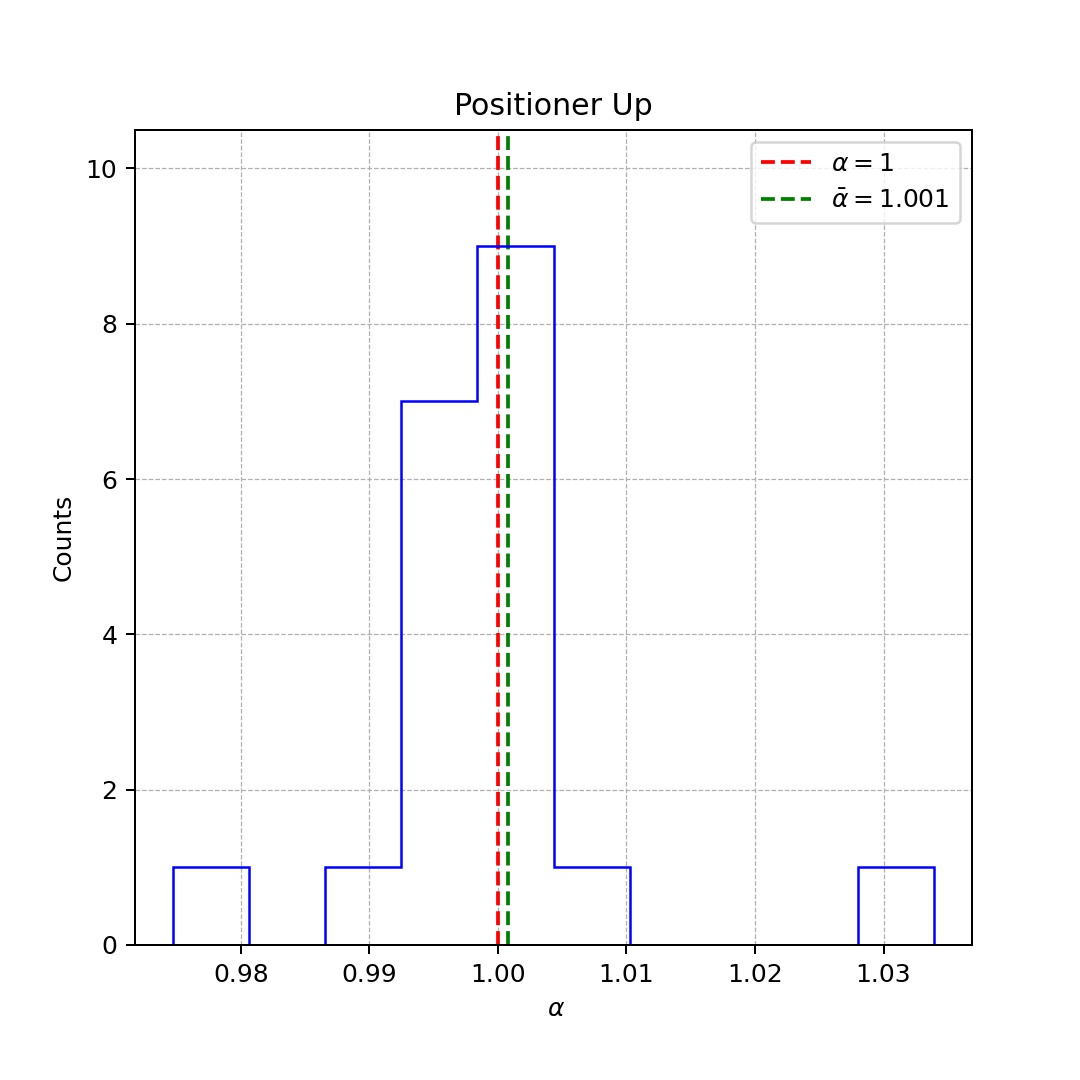 Positioner Up
α = 1
ᾱ = 1.001
10
8
6
4
2
0
Counts
0.98 0.99 1.00 1.01 1.02 1.03
α